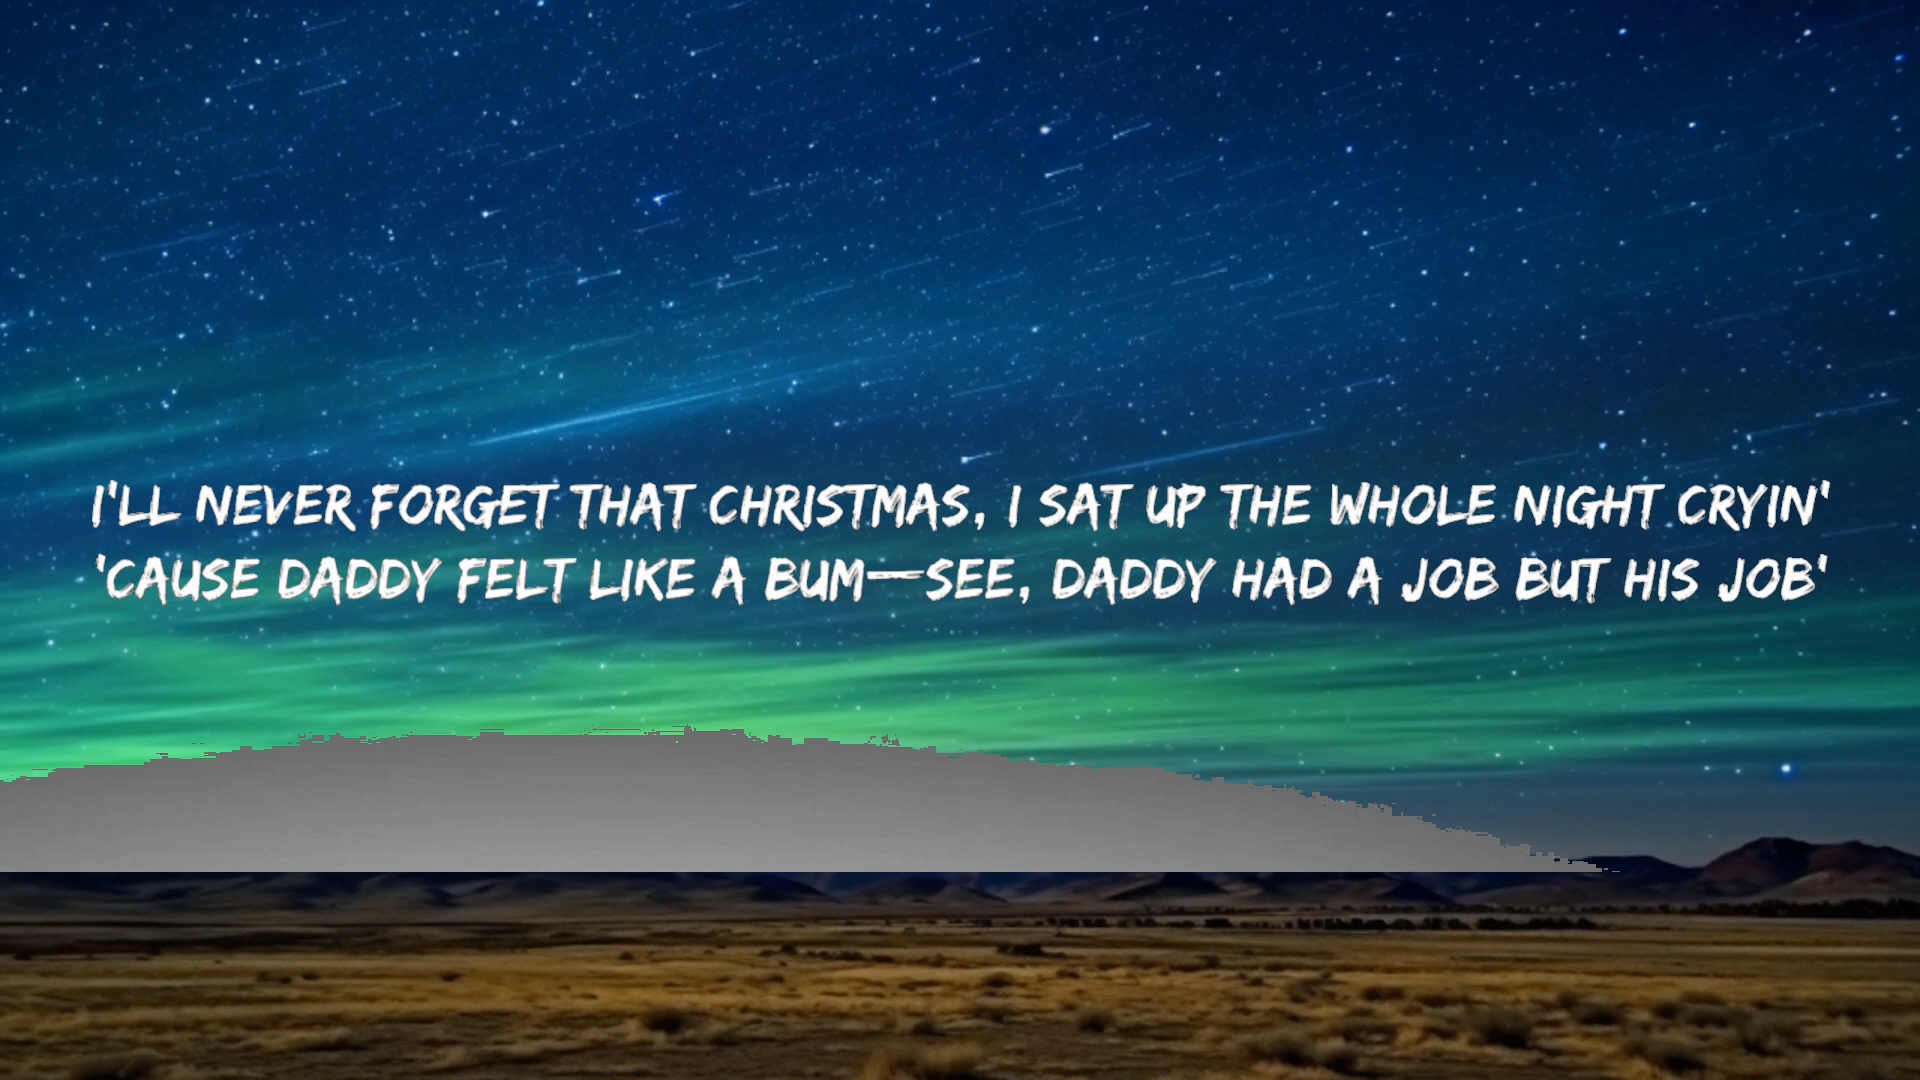 I'LL NEVER FORGET THAT CHRISTMAS, I SAT UP THE WHOLE NIGHT CRYIN'
'CAUSE DADDY FELT LIKE A BUM—SEE, DADDY HAD A JOB BUT HIS JOB'